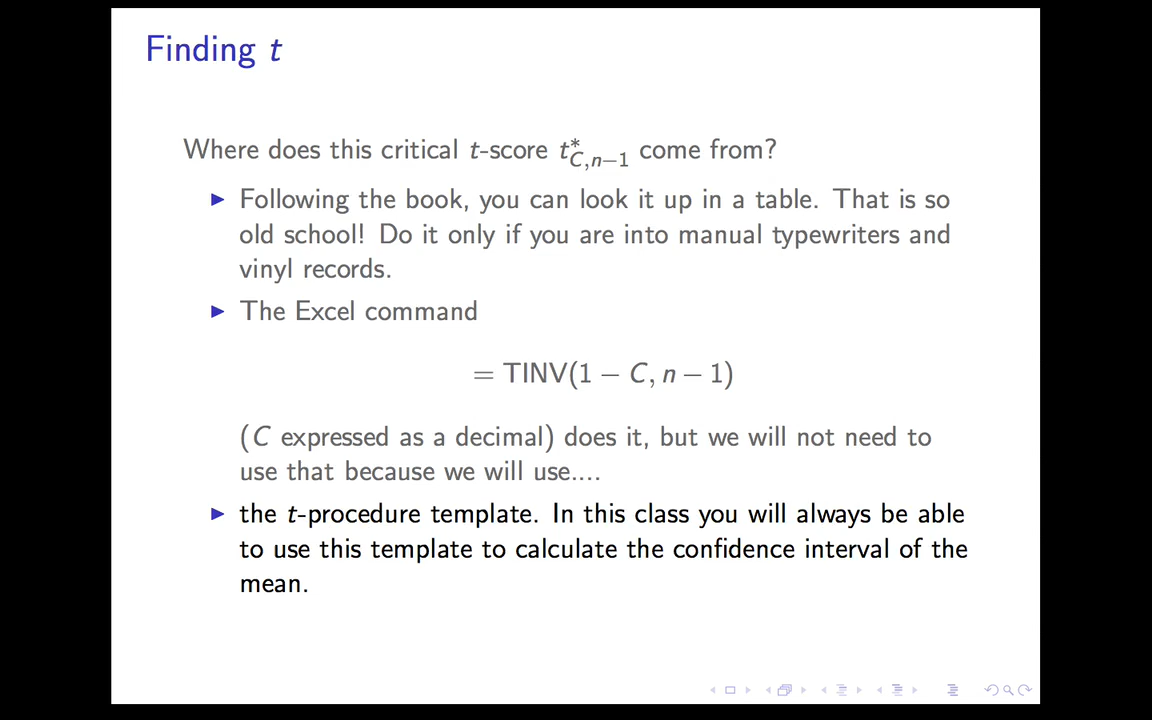 Finding t
Where does this critical t-score t*C,n−1 come from?
▶ Following the book, you can look it up in a table. That is so
old school! Do it only if you are into manual typewriters and
vinyl records.
▶ The Excel command
= TINV(1 − C, n − 1)
(C expressed as a decimal) does it, but we will not need to
use that because we will use....
▶ the t-procedure template. In this class you will always be able
to use this template to calculate the confidence interval of the
mean.